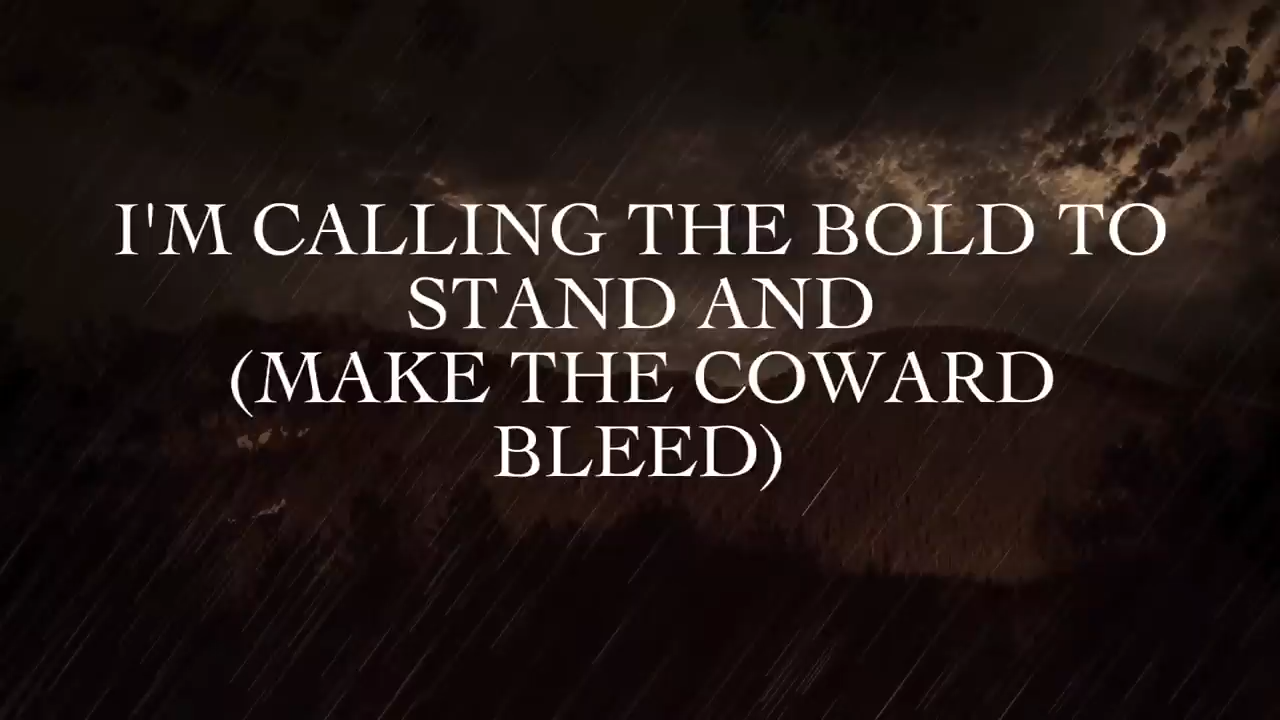 I'M CALLING THE BOLD TO
STAND AND
(MAKE THE COWARD
BLEED)